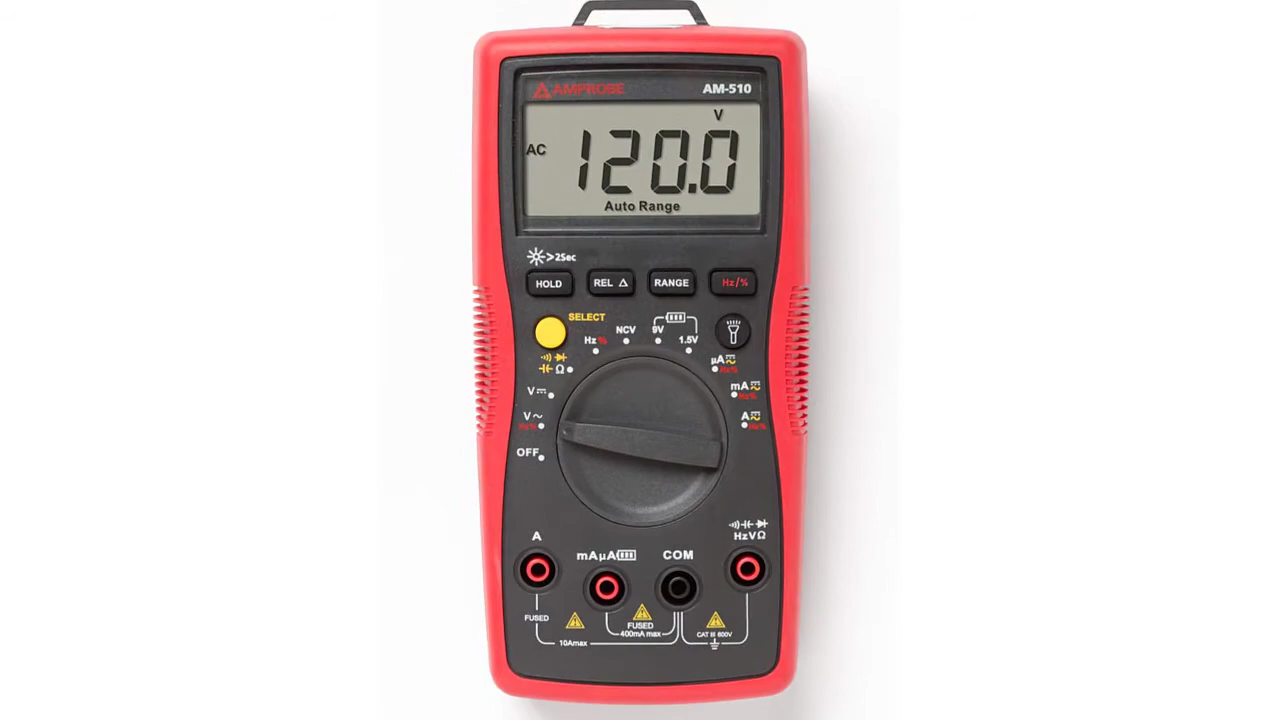 AMPROBE AM-510
V
AC 120.0
Auto Range
>2Sec
HOLD REL Δ RANGE Hz/%
SELECT
Hz% NCV 9V 1.5V
Ω
µA Hz%
V
mA Hz%
V~ Hz%
A Hz%
OFF
A mAµA COM HzVΩ
FUSED
FUSED
400mA max
CAT III 600V
10Amax